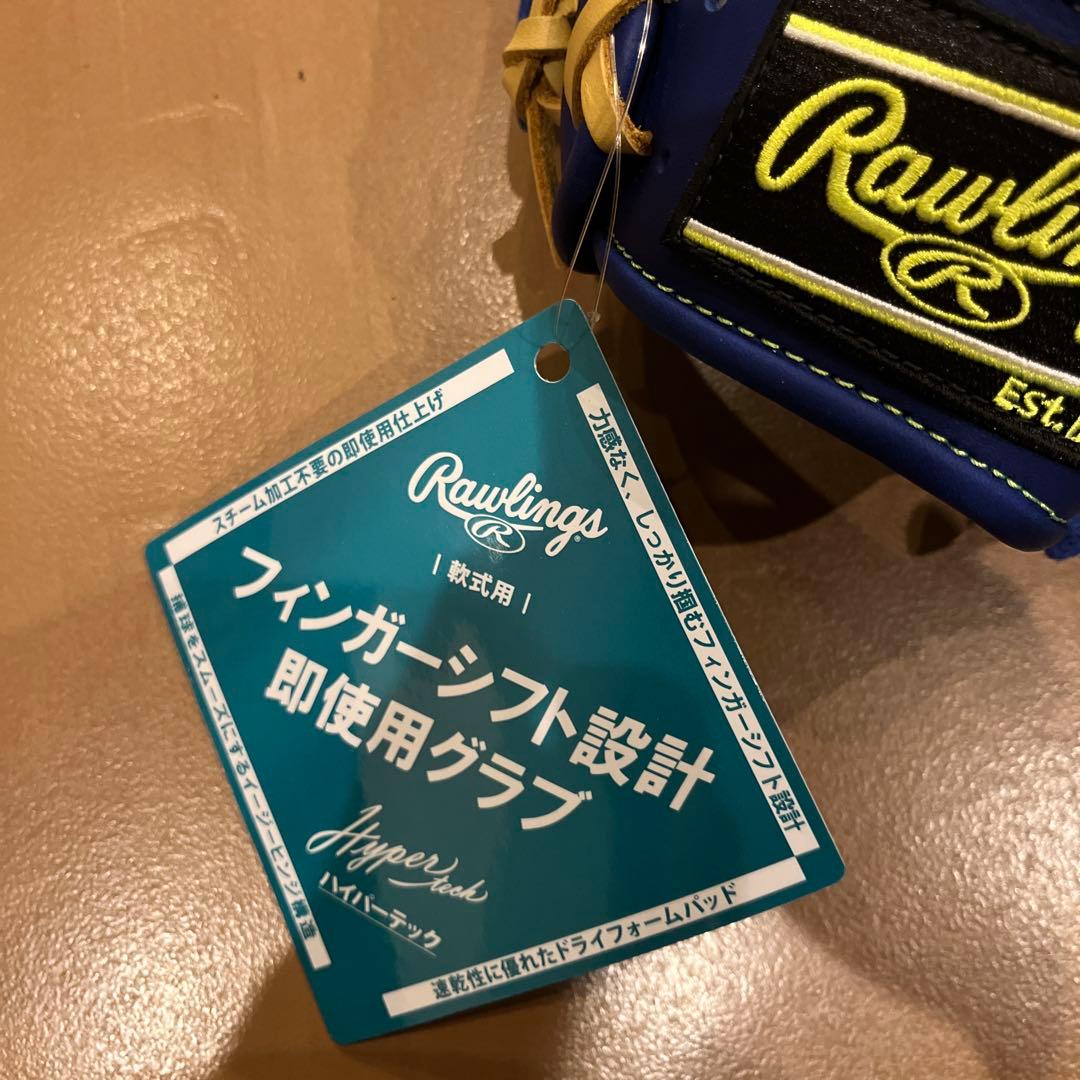 Rawlings
R
Est.
スチーム加工不要の即使用仕上げ
力感なく、しっかり掴むフィンガーシフト設計
Rawlings
R
軟式用
フィンガーシフト設計
即使用グラブ
Hyper tech
ハイパーテック
捕球をスムーズにするイージーヒンジ構造
速乾性に優れたドライフォームパッド